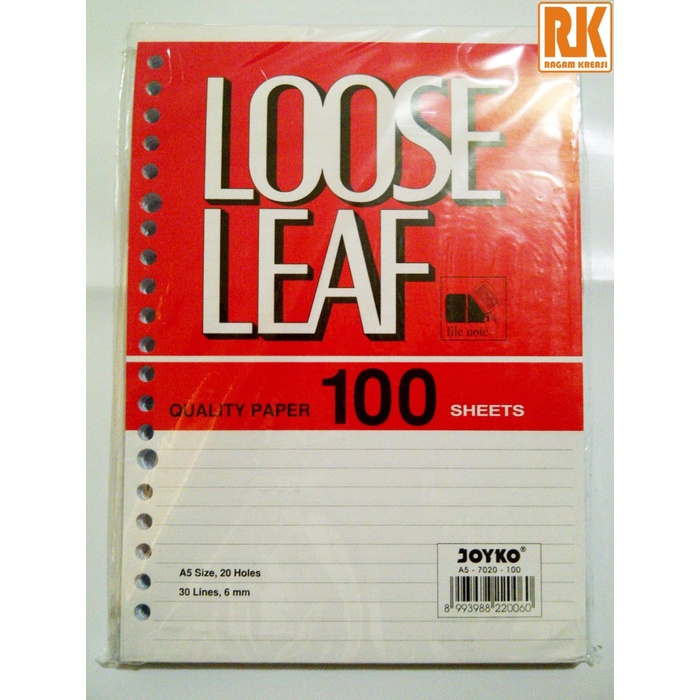 RK
RAGAM KREASI
LOOSE
LEAF
file note
QUALITY PAPER 100 SHEETS
JOYKO®
A5 - 7020 - 100
A5 Size, 20 Holes
30 Lines, 6 mm
8 993988 220060